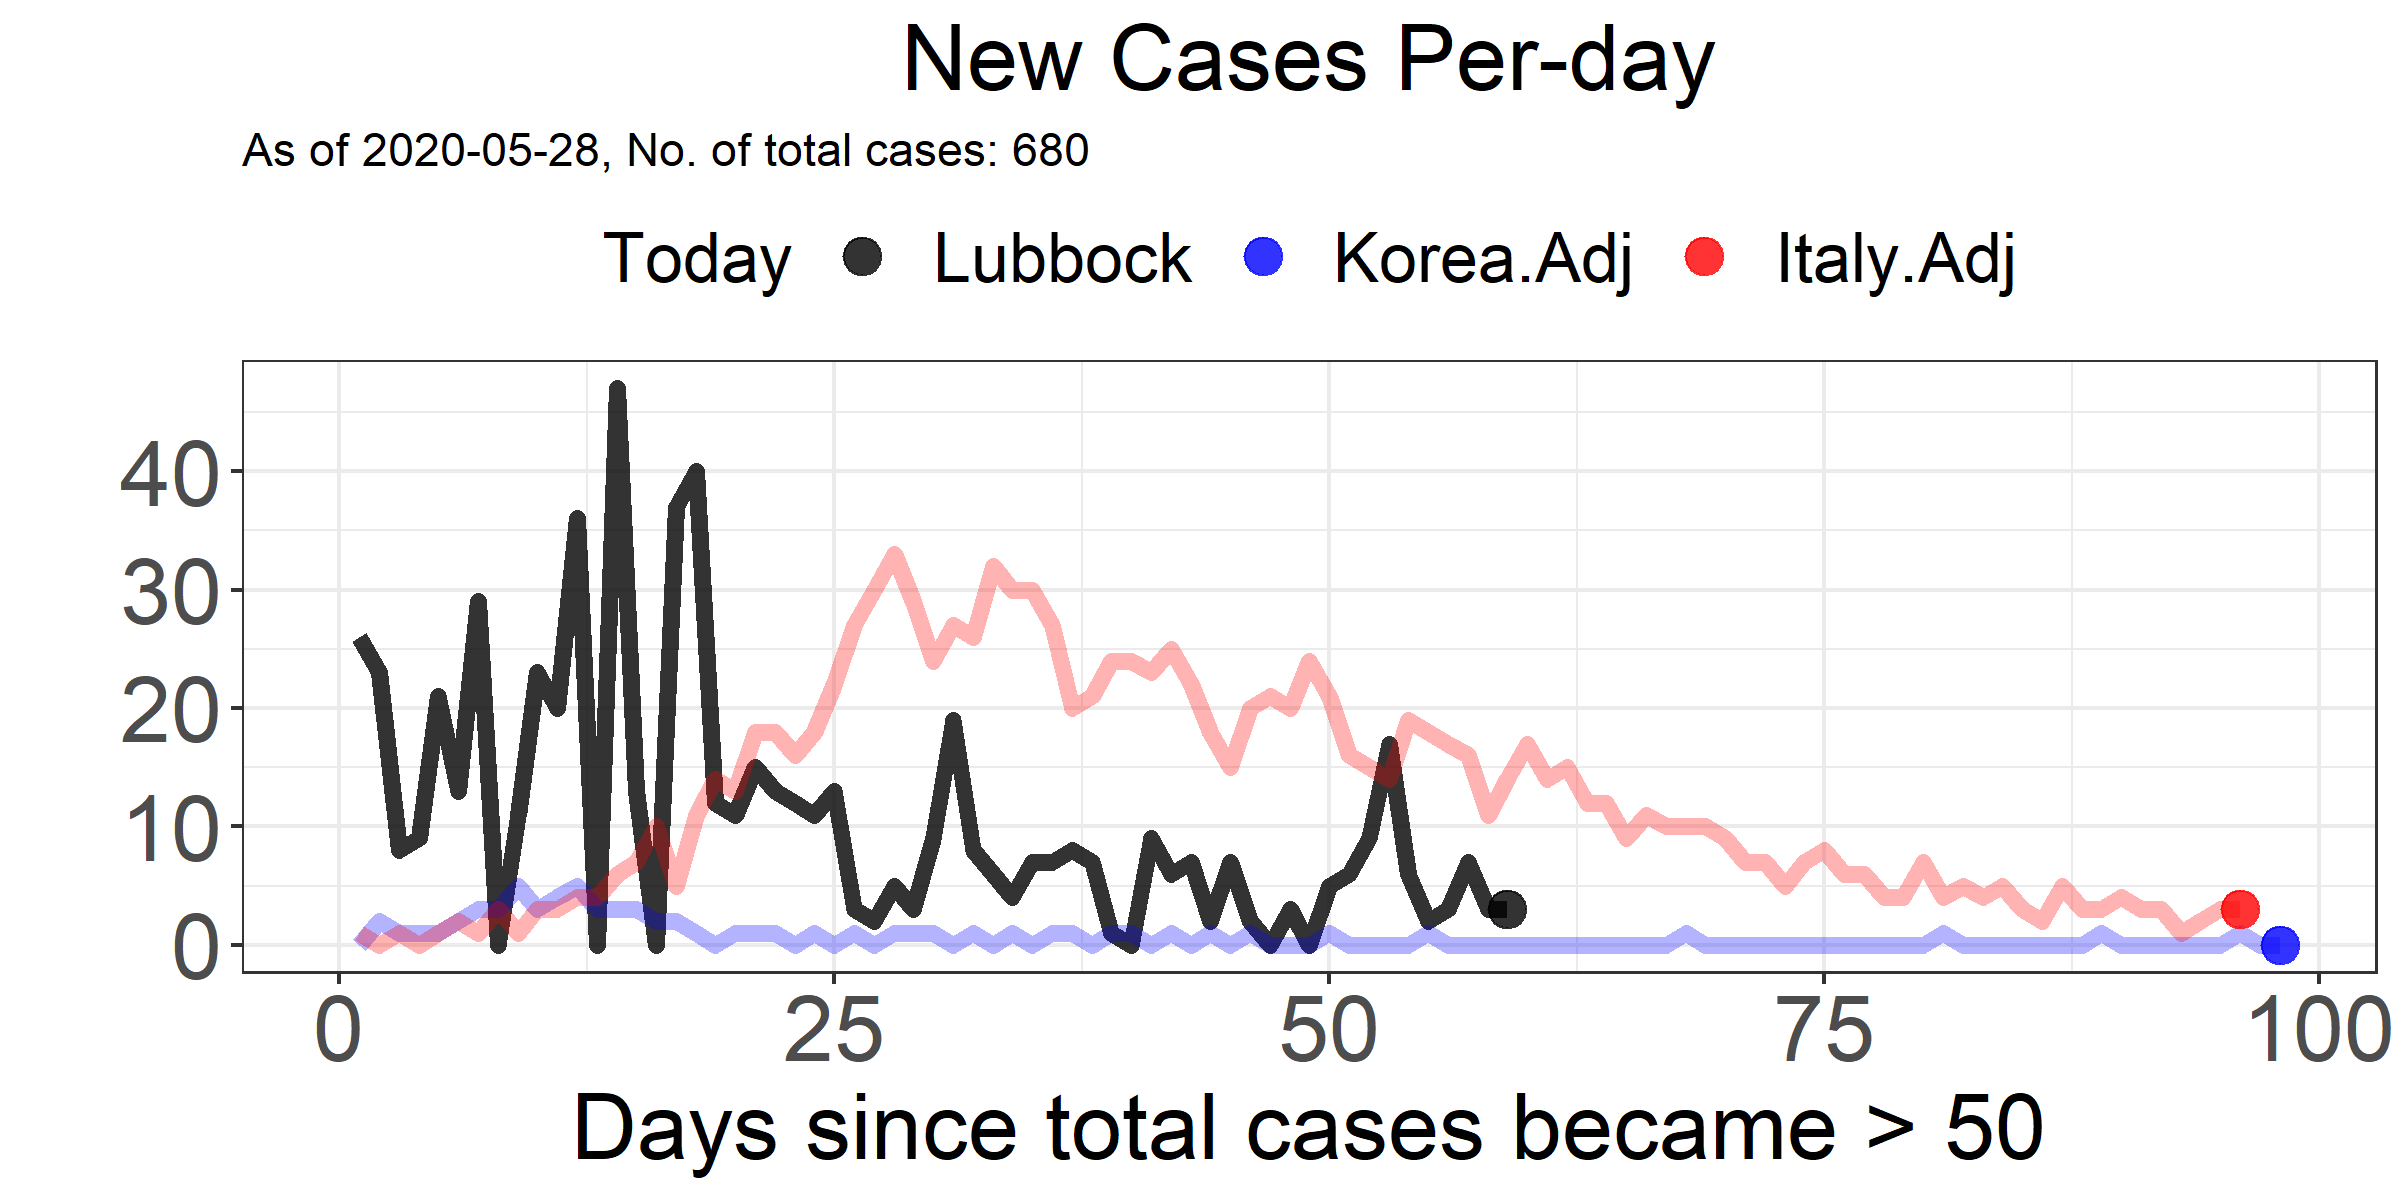 New Cases Per-day
As of 2020-05-28, No. of total cases: 680
Today Lubbock Korea.Adj Italy.Adj
40
30
20
10
0
0 25 50 75 100
Days since total cases became > 50